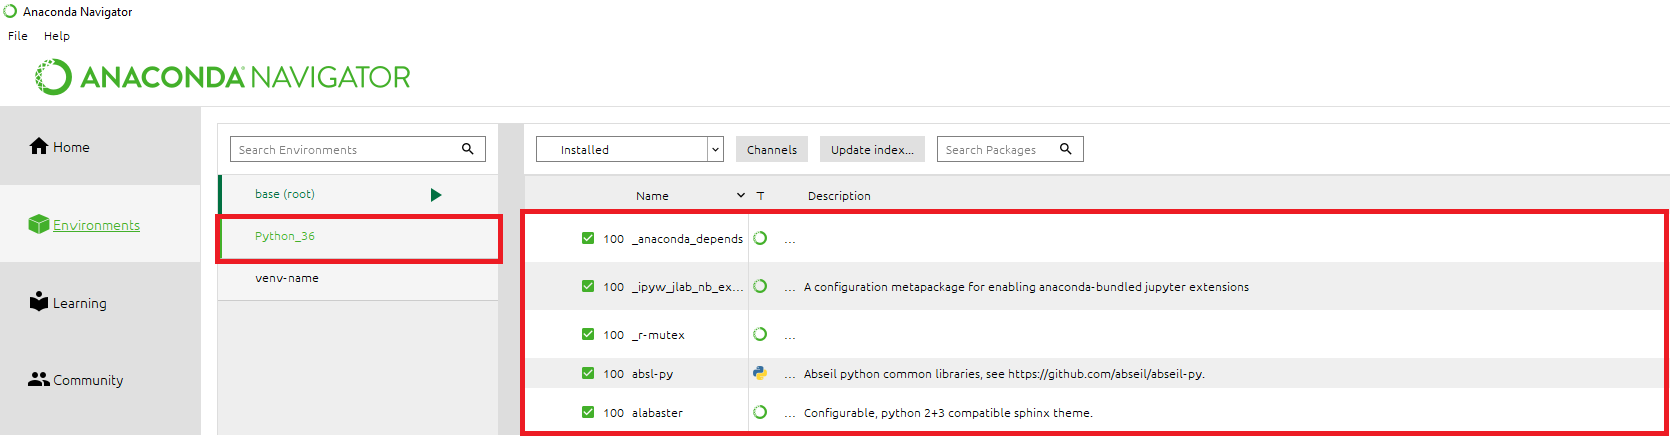 Anaconda Navigator
File Help
ANACONDA NAVIGATOR
Home
Environments
Learning
Community
Search Environments
base (root)
Python_36
venv-name
Installed Channels Update index... Search Packages
Name T Description
100 _anaconda_depends ...
100 _ipyw_jlab_nb_ex... ... A configuration metapackage for enabling anaconda-bundled jupyter extensions
100 _r-mutex ...
100 absl-py ... Abseil python common libraries, see https://github.com/abseil/abseil-py.
100 alabaster ... Configurable, python 2+3 compatible sphinx theme.